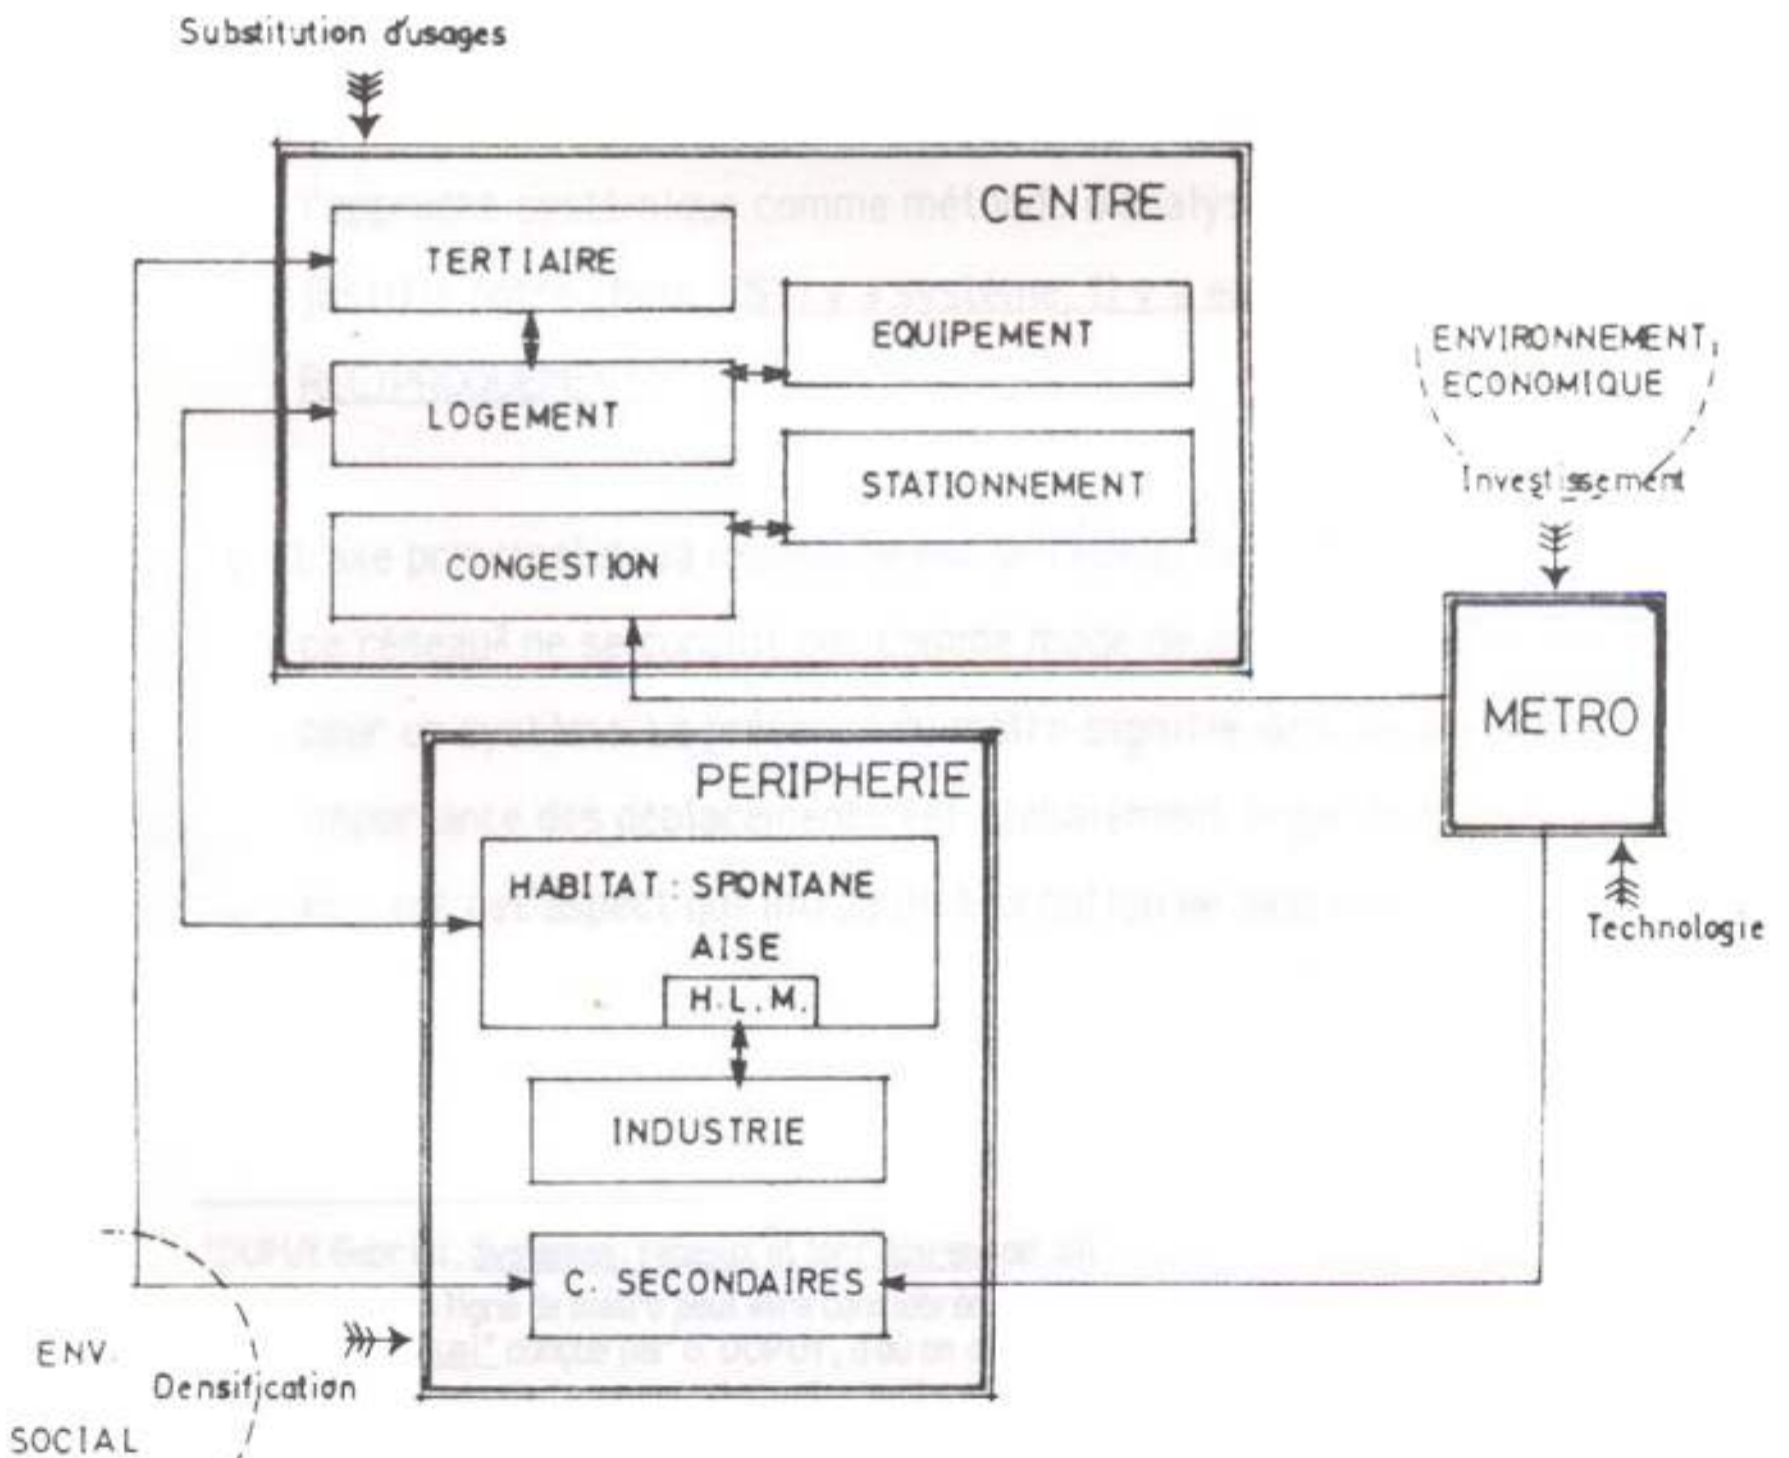 Substitution d'usages
CENTRE
TERTIAIRE
EQUIPEMENT
LOGEMENT
STATIONNEMENT
CONGESTION
ENVIRONNEMENT
ECONOMIQUE
Investissement
METRO
Technologie
PERIPHERIE
HABITAT : SPONTANE
AISE
H.L.M.
INDUSTRIE
C. SECONDAIRES
ENV.
SOCIAL
Densification